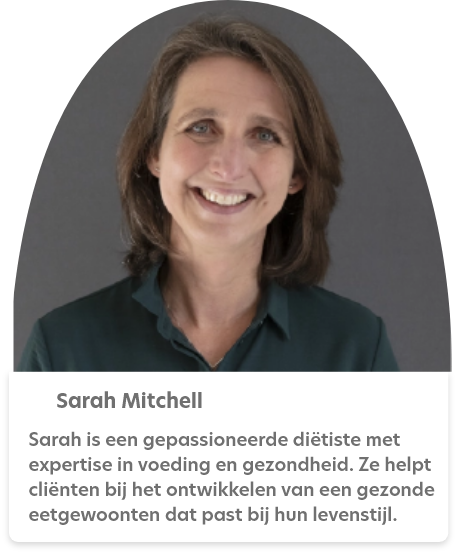 Sarah Mitchell
Sarah is een gepassioneerde diëtiste met
expertise in voeding en gezondheid. Ze helpt
cliënten bij het ontwikkelen van een gezonde
eetgewoonten dat past bij hun levenstijl.